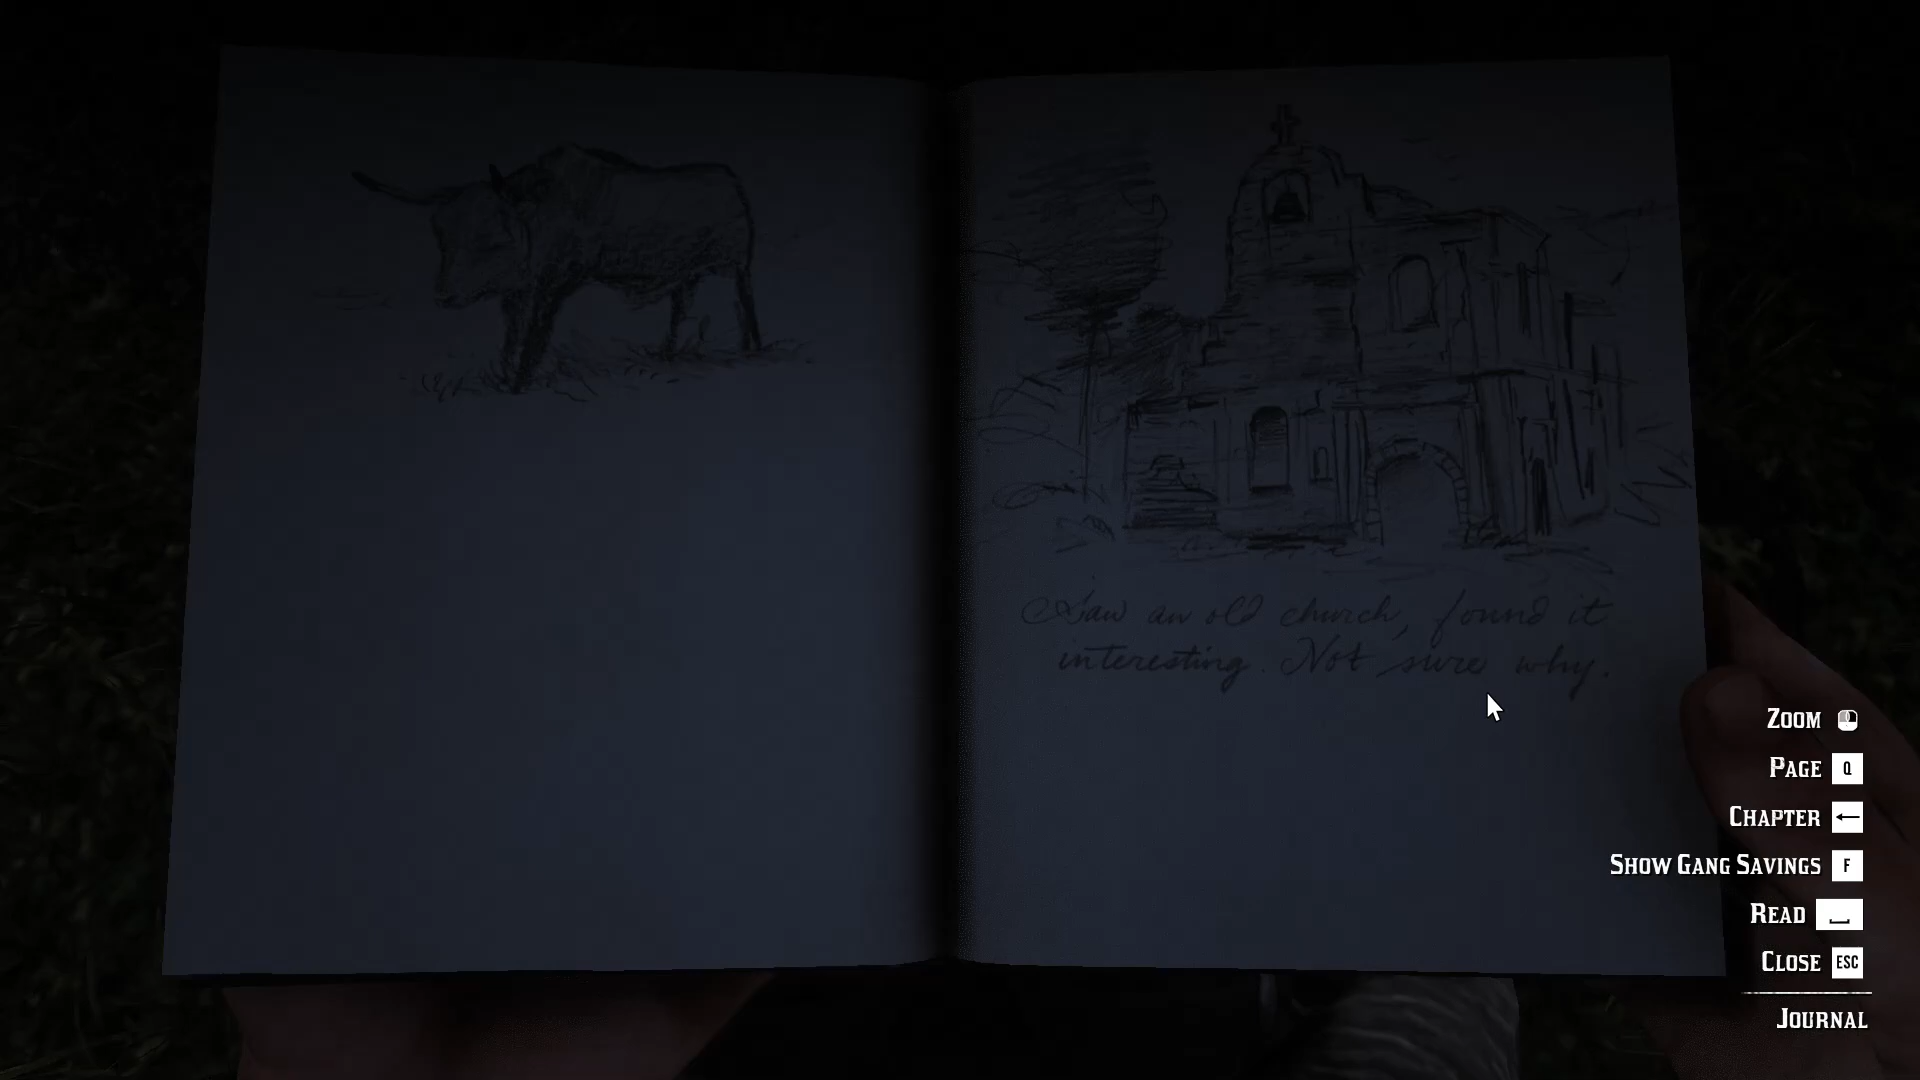 Saw an old church, found it
interesting. Not sure why.
ZOOM
PAGE Q
CHAPTER ←
SHOW GANG SAVINGS F
READ
CLOSE ESC
JOURNAL